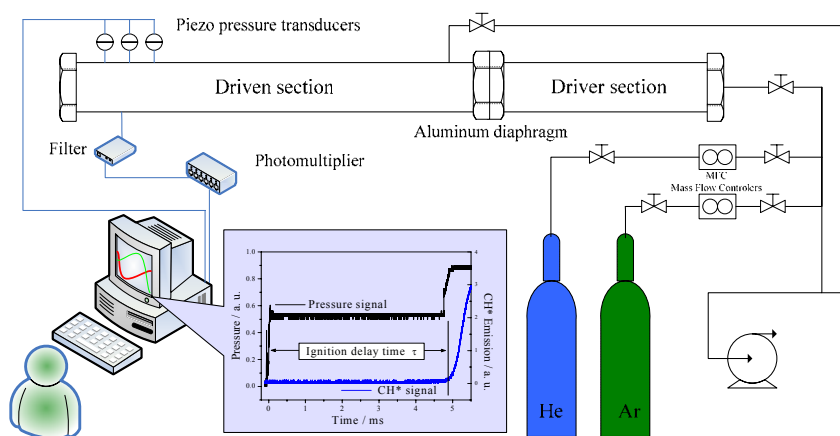 Piezo pressure transducers
Driven section
Driver section
Aluminum diaphragm
Filter
Photomultiplier
MFC
Mass Flow Controlers
Pressure / a. u.
1.0
0.8
0.6
0.4
0.2
0.0
Pressure signal
Ignition delay time τ
CH* signal
0
1
2
3
4
5
Time / ms
4
3
2
1
0
CH* Emission / a. u.
He
Ar